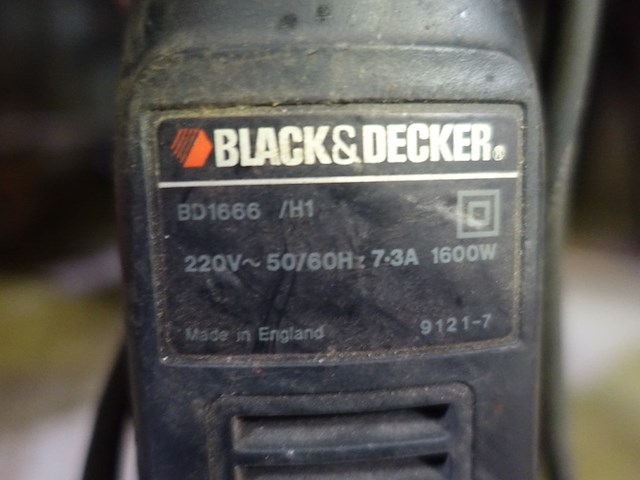 BLACK&DECKER®
BD1666 /H1
220V~ 50/60Hz 7·3A 1600W
Made in England
9121-7